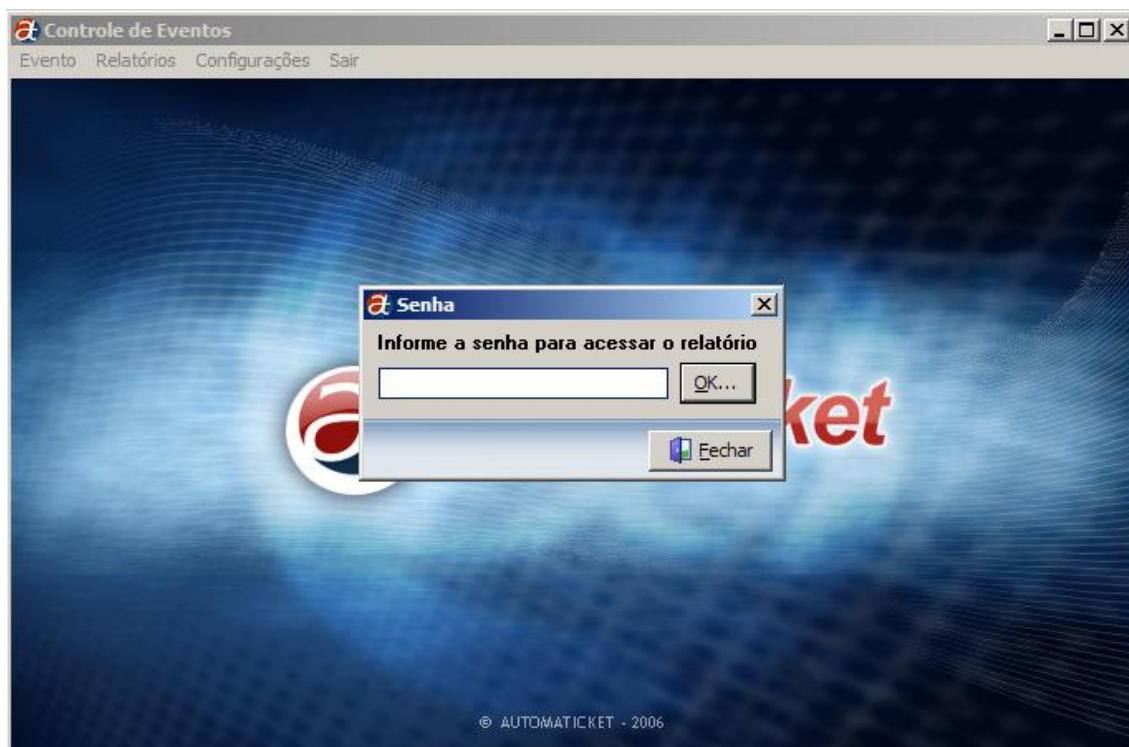 Controle de Eventos
Evento Relatórios Configurações Sair
Senha
Informe a senha para acessar o relatório
OK...
ket
Fechar
© AUTOMATICKET - 2006